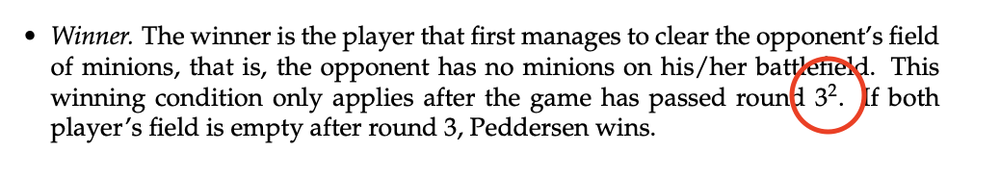 • Winner. The winner is the player that first manages to clear the opponent’s field
of minions, that is, the opponent has no minions on his/her battlefield. This
winning condition only applies after the game has passed round 3². If both
player’s field is empty after round 3, Peddersen wins.